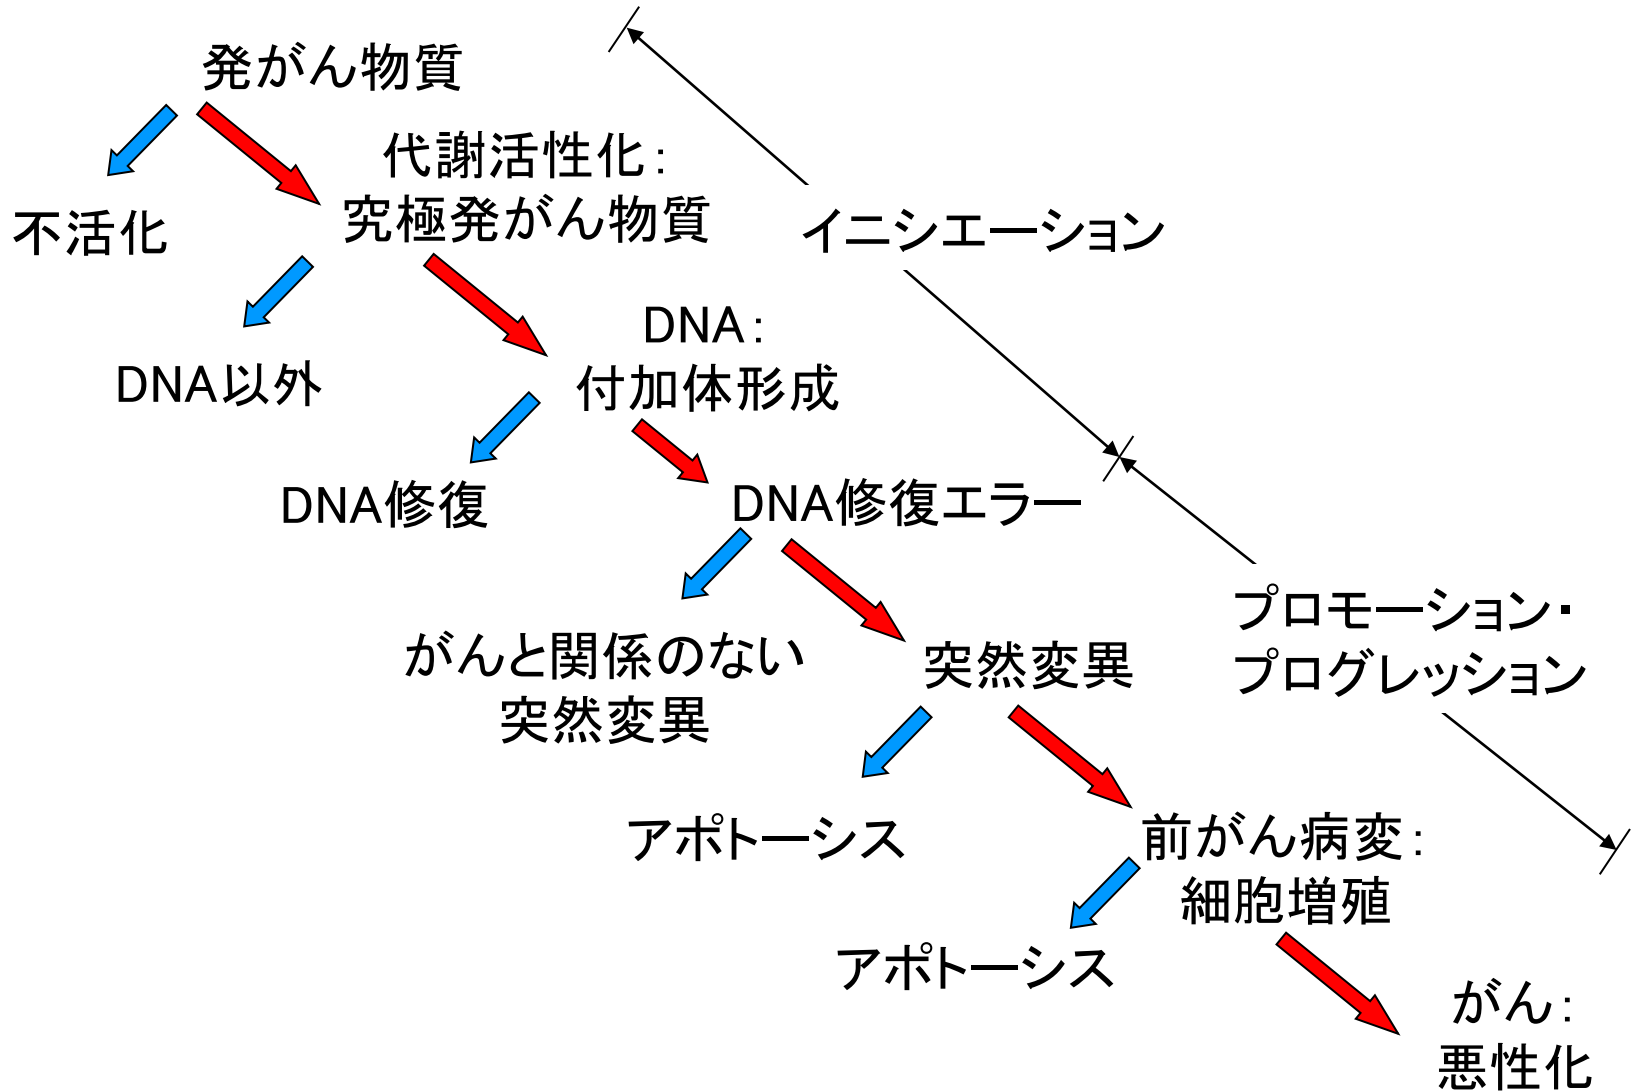 発がん物質
代謝活性化：
究極発がん物質
不活化
イニシエーション
DNA：
付加体形成
DNA以外
DNA修復
DNA修復エラー
プロモーション・
プログレッション
がんと関係のない
突然変異
突然変異
アポトーシス
前がん病変：
細胞増殖
アポトーシス
がん：
悪性化